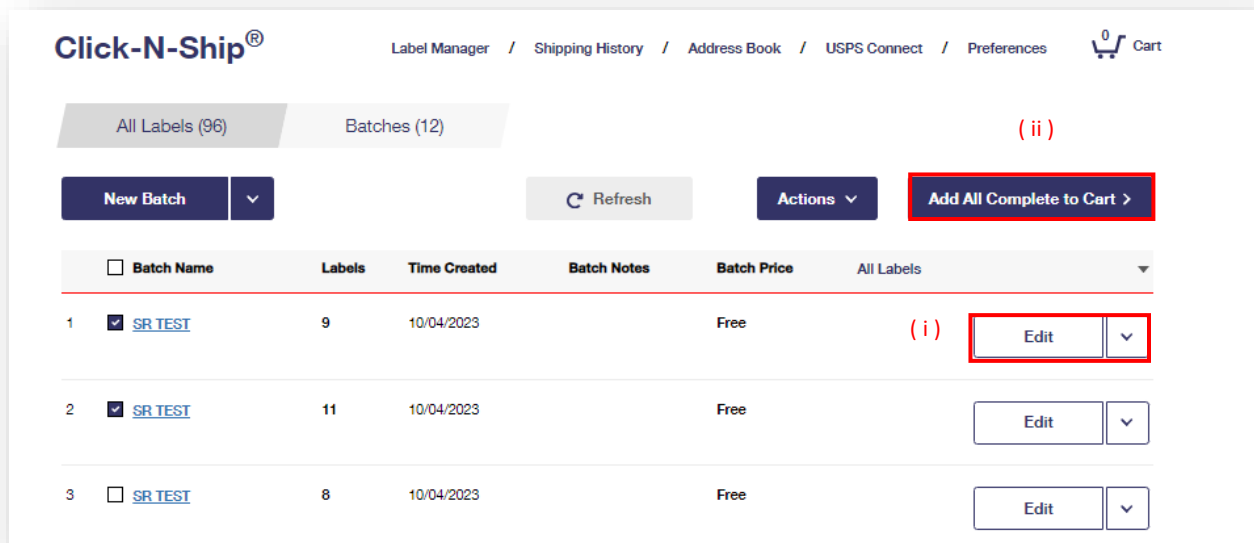 Click-N-Ship® Label Manager / Shipping History / Address Book / USPS Connect / Preferences 0 Cart
All Labels (96) Batches (12)
( ii )
New Batch Refresh Actions Add All Complete to Cart >
Batch Name Labels Time Created Batch Notes Batch Price All Labels
1 SR TEST 9 10/04/2023 Free ( i ) Edit
2 SR TEST 11 10/04/2023 Free Edit
3 SR TEST 8 10/04/2023 Free Edit